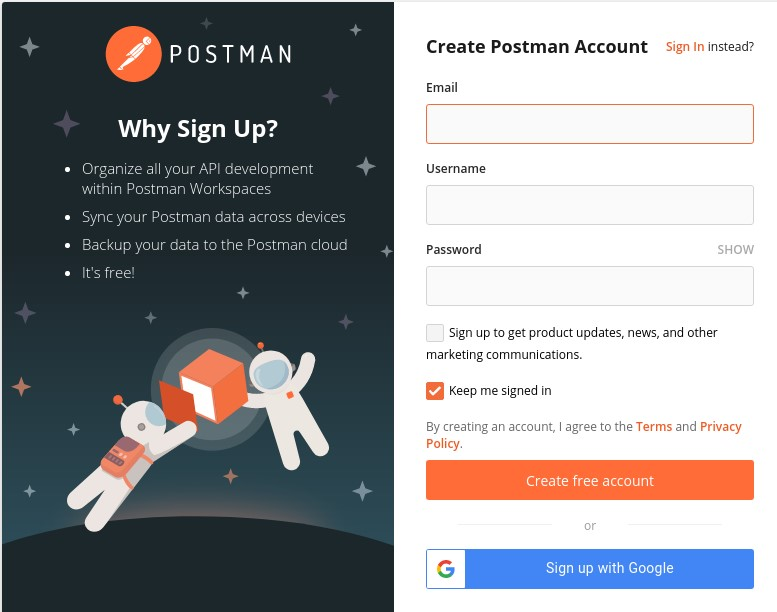 POSTMAN
Why Sign Up?
• Organize all your API development
within Postman Workspaces
• Sync your Postman data across devices
• Backup your data to the Postman cloud
• It's free!
Create Postman Account Sign In instead?
Email
Username
Password SHOW
Sign up to get product updates, news, and other
marketing communications.
Keep me signed in
By creating an account, I agree to the Terms and Privacy
Policy.
Create free account
or
Sign up with Google